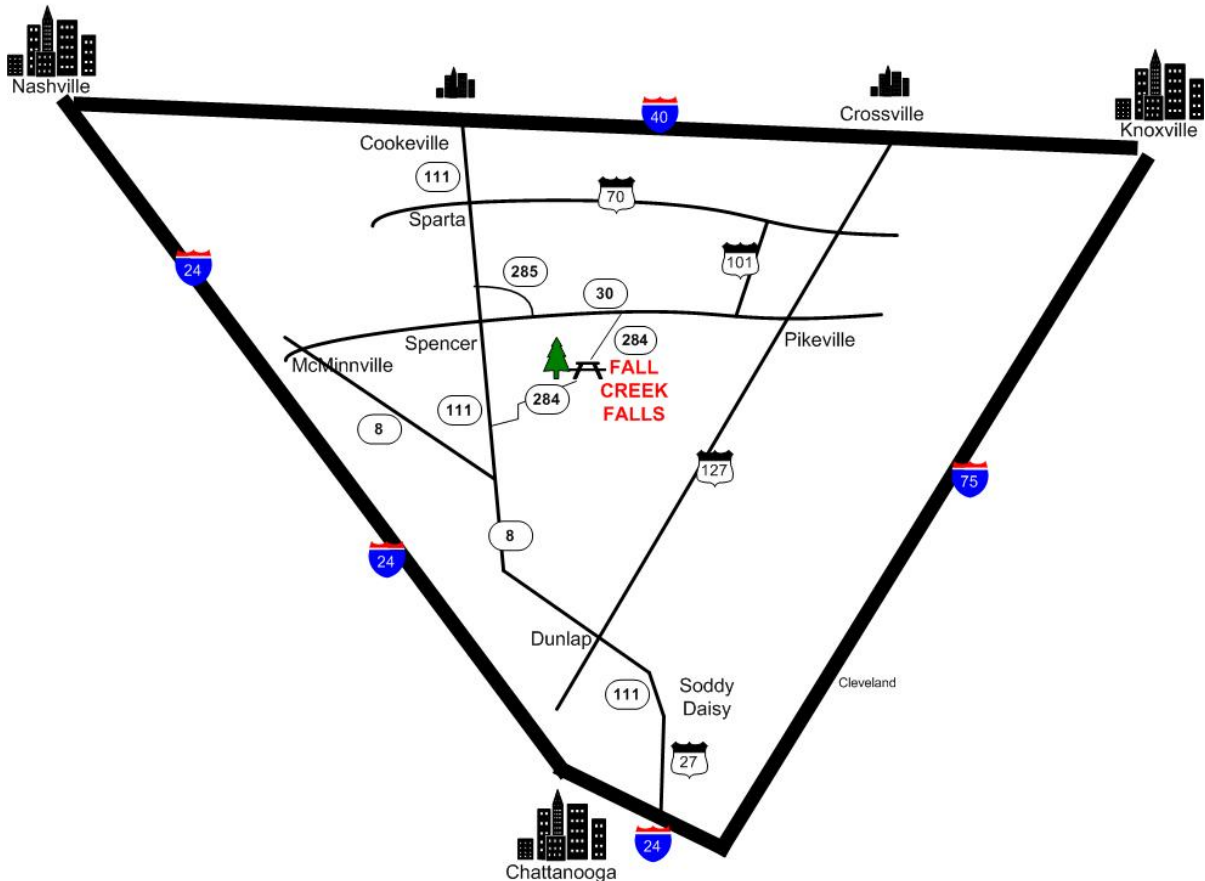 Nashville
Crossville
Knoxville
40
Cookeville
111
70
Sparta
101
24
285
30
284
Spencer
Pikeville
McMinnville
FALL
CREEK
FALLS
284
111
8
127
75
8
24
Dunlap
111
Soddy
Daisy
Cleveland
27
24
Chattanooga